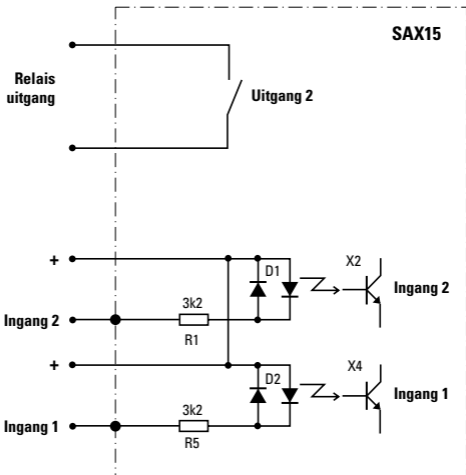 SAX15
Relais
uitgang
Uitgang 2
+
D1
X2
Ingang 2
3k2
Ingang 2
R1
+
D2
X4
Ingang 1
3k2
Ingang 1
R5